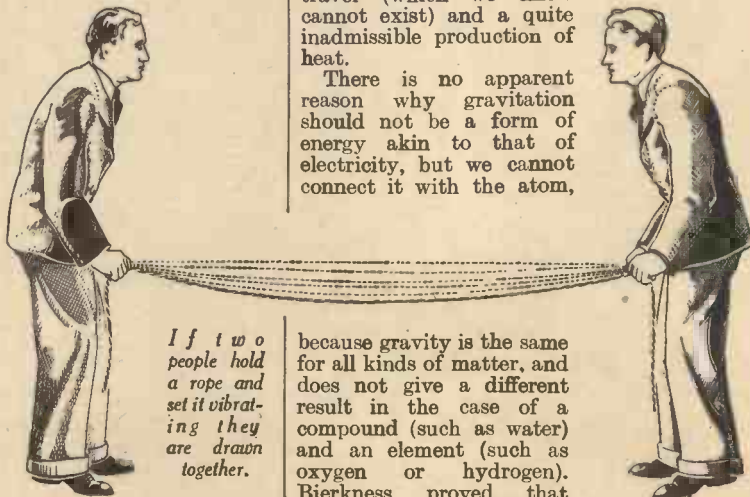 travel (which we know
cannot exist) and a quite
inadmissible production of
heat.
There is no apparent
reason why gravitation
should not be a form of
energy akin to that of
electricity, but we cannot
connect it with the atom,
If two
people hold
a rope and
set it vibrat-
ing they
are drawn
together.
because gravity is the same
for all kinds of matter, and
does not give a different
result in the case of a
compound (such as water)
and an element (such as
oxygen or hydrogen).
Bjerkness proved that